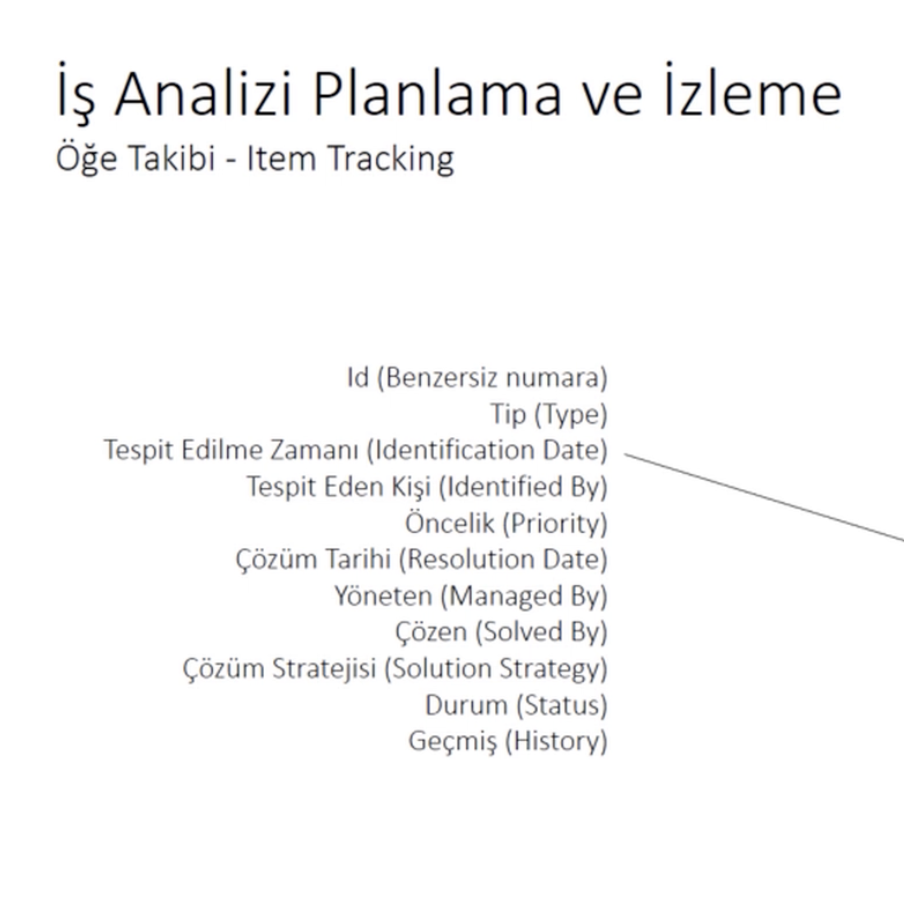 İş Analizi Planlama ve İzleme
Öğe Takibi - Item Tracking
Id (Benzersiz numara)
Tip (Type)
Tespit Edilme Zamanı (Identification Date)
Tespit Eden Kişi (Identified By)
Öncelik (Priority)
Çözüm Tarihi (Resolution Date)
Yöneten (Managed By)
Çözen (Solved By)
Çözüm Stratejisi (Solution Strategy)
Durum (Status)
Geçmiş (History)